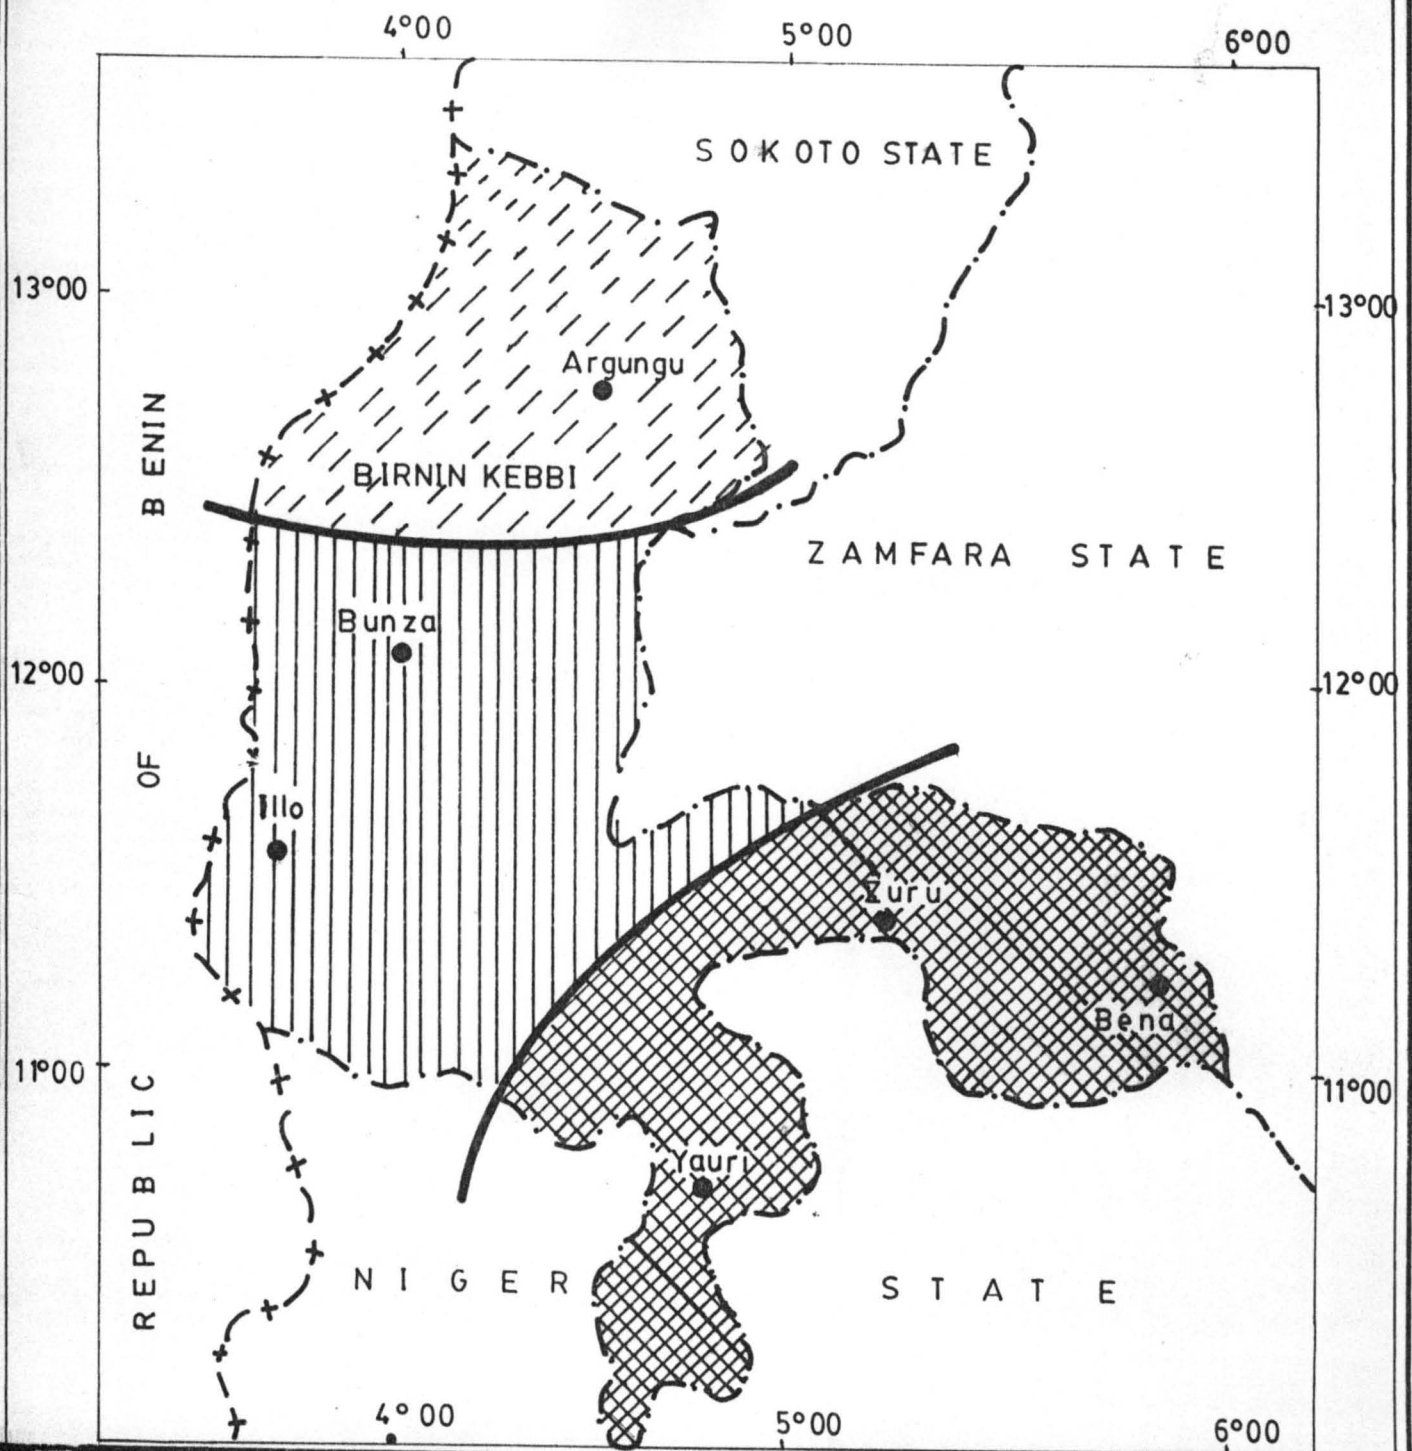 4°00
5°00
6°00
SOKOTO STATE
13°00
13°00
Argungu
BIRNIN KEBBI
ZAMFARA STATE
Bunza
12°00
12°00
Illo
Zuru
Bena
11°00
11°00
Yauri
NIGER STATE
REPUBLIC OF BENIN
4°00
5°00
6°00